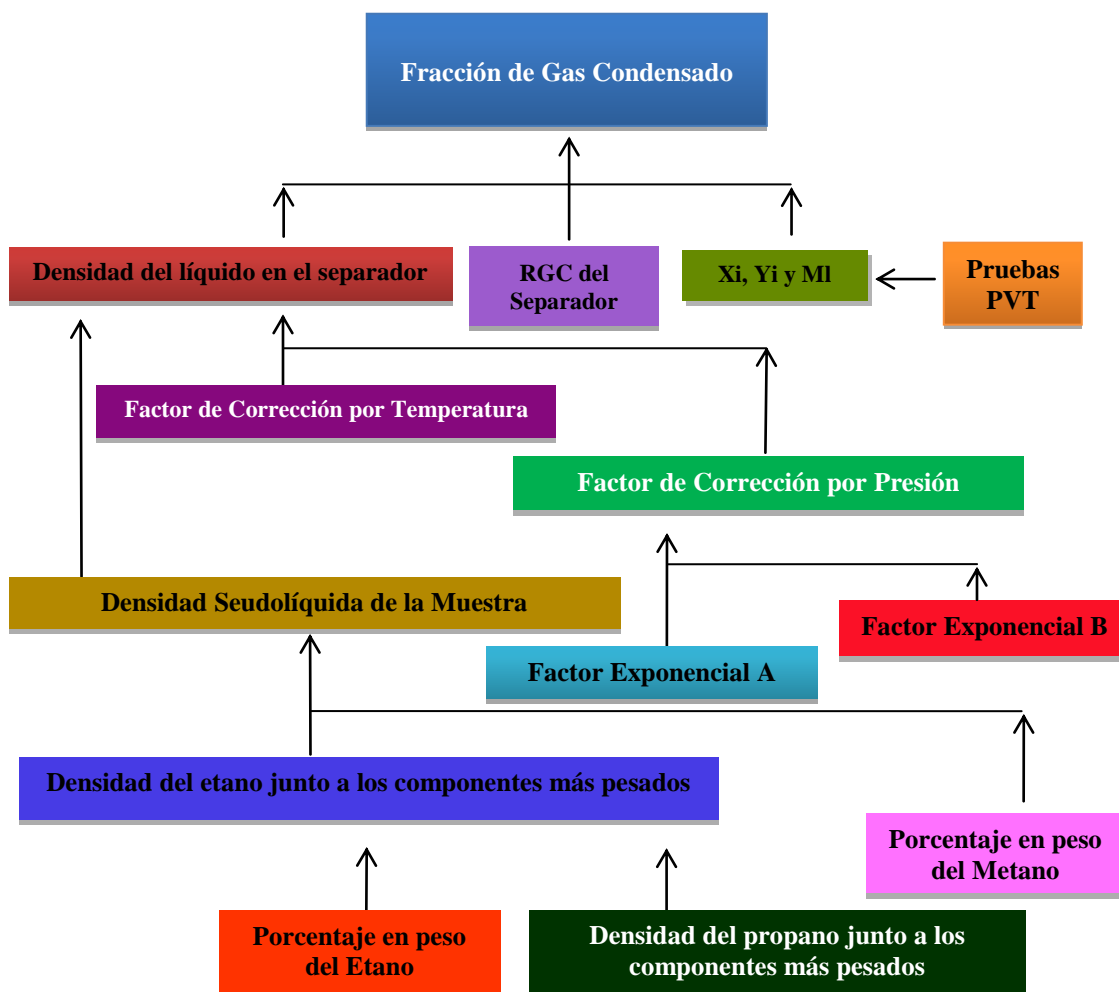 Fracción de Gas Condensado
Densidad del líquido en el separador
RGC del
Separador
Xi, Yi y Ml
Pruebas
PVT
Factor de Corrección por Temperatura
Factor de Corrección por Presión
Densidad Seudolíquida de la Muestra
Factor Exponencial B
Factor Exponencial A
Densidad del etano junto a los componentes más pesados
Porcentaje en peso
del Metano
Porcentaje en peso
del Etano
Densidad del propano junto a los
componentes más pesados